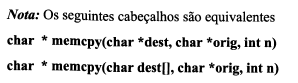 Nota: Os seguintes cabeçalhos são equivalentes
char * memcpy(char *dest, char *orig, int n)
char * memcpy(char dest[], char *orig, int n)